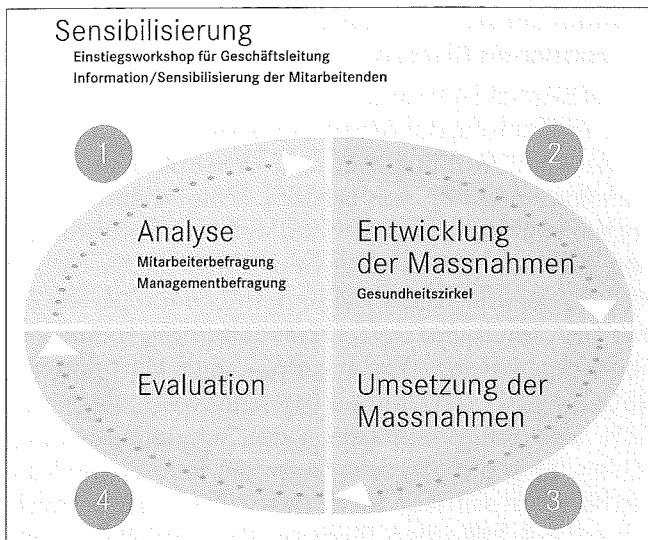 Sensibilisierung
Einstiegsworkshop für Geschäftsleitung
Information/Sensibilisierung der Mitarbeitenden
1
2
Analyse
Mitarbeiterbefragung
Managementbefragung
Entwicklung
der Massnahmen
Gesundheitszirkel
Evaluation
Umsetzung der
Massnahmen
4
3